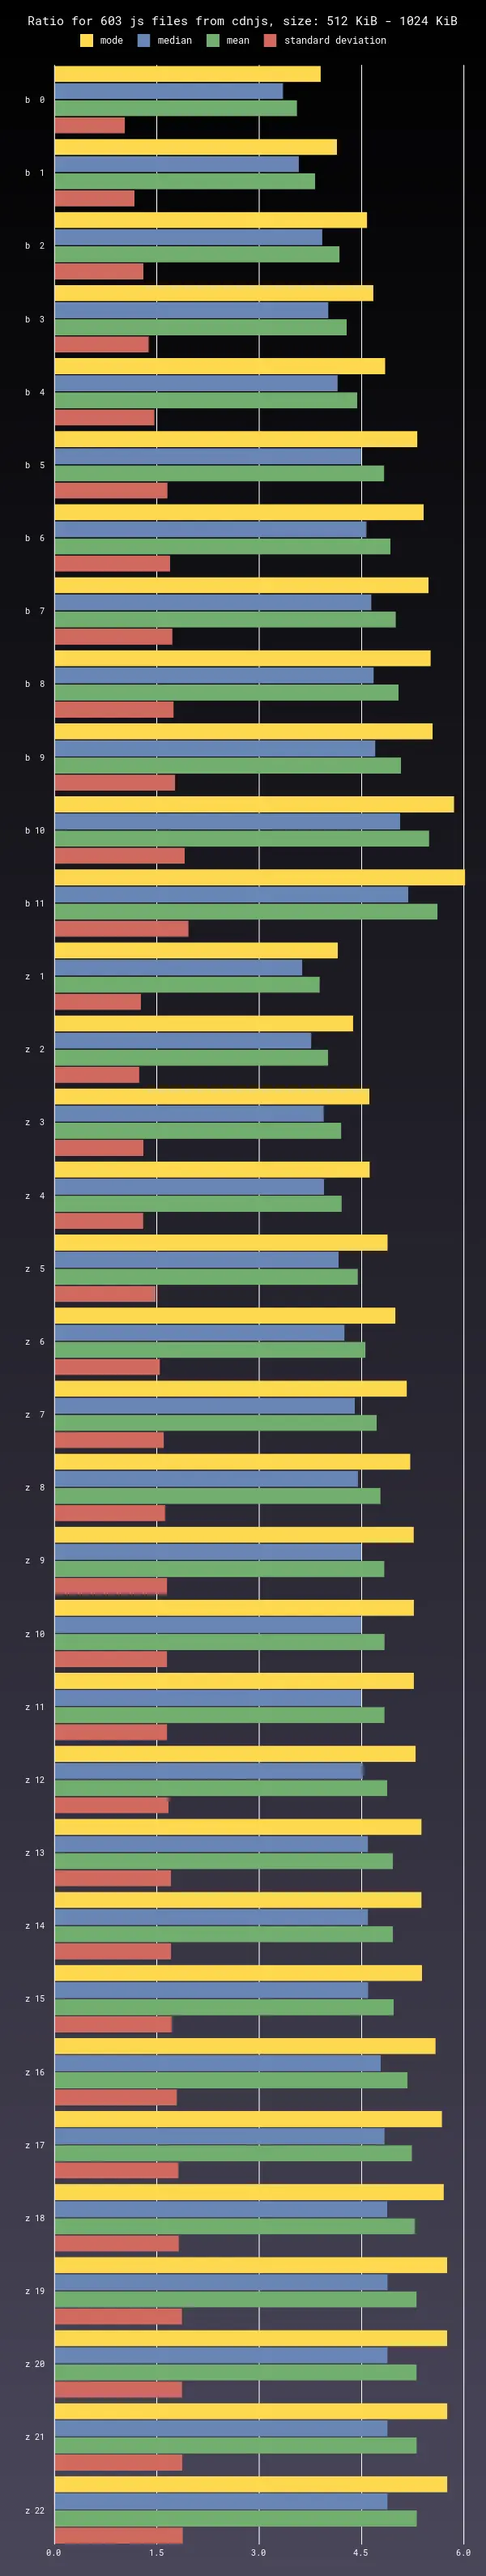 Ratio for 603 js files from cdnjs, size: 512 KiB - 1024 KiB
mode median mean standard deviation
b 0
b 1
b 2
b 3
b 4
b 5
b 6
b 7
b 8
b 9
b 10
b 11
z 1
z 2
z 3
z 4
z 5
z 6
z 7
z 8
z 9
z 10
z 11
z 12
z 13
z 14
z 15
z 16
z 17
z 18
z 19
z 20
z 21
z 22
0.0 1.5 3.0 4.5 6.0